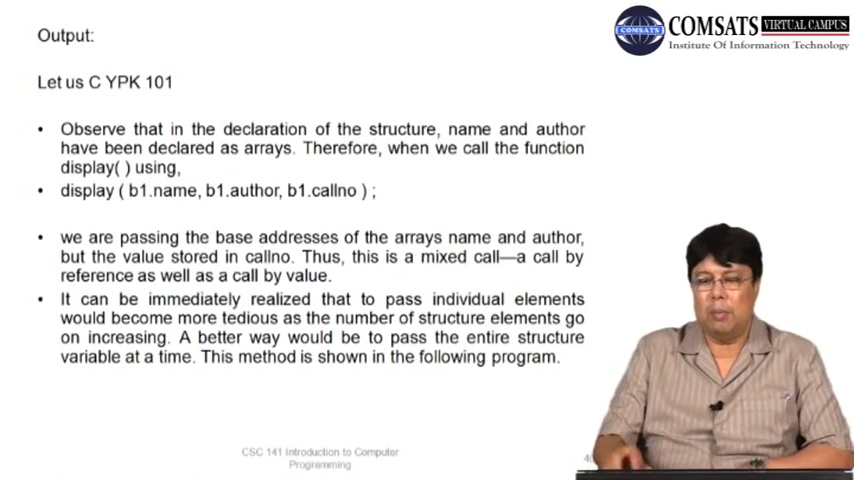 COMSATS VIRTUAL CAMPUS
COMSATS
Institute Of Information Technology
Output:
Let us C YPK 101
• Observe that in the declaration of the structure, name and author
have been declared as arrays. Therefore, when we call the function
display( ) using,
• display ( b1.name, b1.author, b1.callno ) ;
• we are passing the base addresses of the arrays name and author,
but the value stored in callno. Thus, this is a mixed call—a call by
reference as well as a call by value.
• It can be immediately realized that to pass individual elements
would become more tedious as the number of structure elements go
on increasing. A better way would be to pass the entire structure
variable at a time. This method is shown in the following program.
CSC 141 Introduction to Computer
Programming